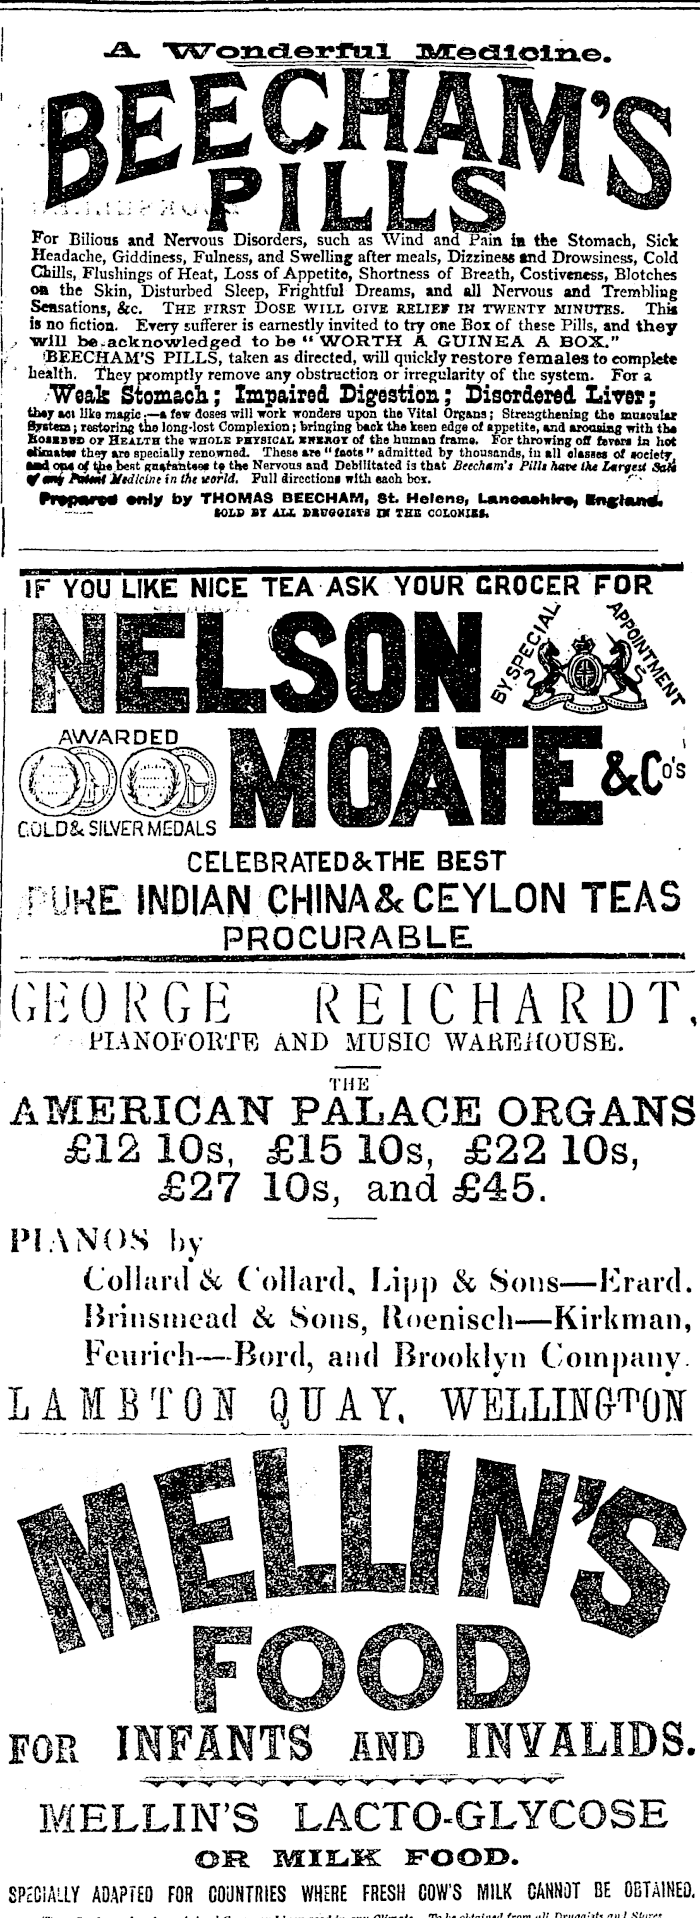 A Wonderful Medicine.
BEECHAM'S
PILLS
For Bilious and Nervous Disorders, such as Wind and Pain in the Stomach, Sick
Headache, Giddiness, Fulness, and Swelling after meals, Dizziness and Drowsiness, Cold
Chills, Flushings of Heat, Loss of Appetite, Shortness of Breath, Costiveness, Blotches
on the Skin, Disturbed Sleep, Frightful Dreams, and all Nervous and Trembling
Sensations, &c. THE FIRST DOSE WILL GIVE RELIEF IN TWENTY MINUTES. This
is no fiction. Every sufferer is earnestly invited to try one Box of these Pills, and they
will be acknowledged to be "WORTH A GUINEA A BOX."
BEECHAM'S PILLS, taken as directed, will quickly restore females to complete
health. They promptly remove any obstruction or irregularity of the system. For a
Weak Stomach; Impaired Digestion; Disordered Liver;
they act like magic:—a few doses will work wonders upon the Vital Organs; Strengthening the muscular
System; restoring the long-lost Complexion; bringing back the keen edge of appetite, and arousing with the
ROSEBUD OF HEALTH the WHOLE PHYSICAL ENERGY of the human frame. For throwing off fevers in hot
climates they are specially renowned. These are "facts" admitted by thousands, in all classes of society,
and one of the best guarantees to the Nervous and Debilitated is that Beecham's Pills have the Largest Sale
of any Patent Medicine in the world. Full directions with each box.
Prepared only by THOMAS BEECHAM, St. Helens, Lancashire, England.
SOLD BY ALL DRUGGISTS IN THE COLONIES.
IF YOU LIKE NICE TEA ASK YOUR GROCER FOR
NELSON
BY SPECIAL APPOINTMENT
AWARDED
GOLD & SILVER MEDALS
MOATE & Co's
CELEBRATED & THE BEST
PURE INDIAN CHINA & CEYLON TEAS
PROCURABLE
GEORGE REICHARDT,
PIANOFORTE AND MUSIC WAREHOUSE.
THE
AMERICAN PALACE ORGANS
£12 10s, £15 10s, £22 10s,
£27 10s, and £45.
PIANOS by
Collard & Collard, Lipp & Sons—Erard.
Brinsmead & Sons, Roenisch—Kirkman,
Feurich—Bord, and Brooklyn Company.
LAMBTON QUAY, WELLINGTON
MELLIN'S
FOOD
FOR INFANTS AND INVALIDS.
MELLIN'S LACTO-GLYCOSE
OR MILK FOOD.
SPECIALLY ADAPTED FOR COUNTRIES WHERE FRESH COW'S MILK CANNOT BE OBTAINED.
in any Climate. To be obtained from all Druggists and Stores